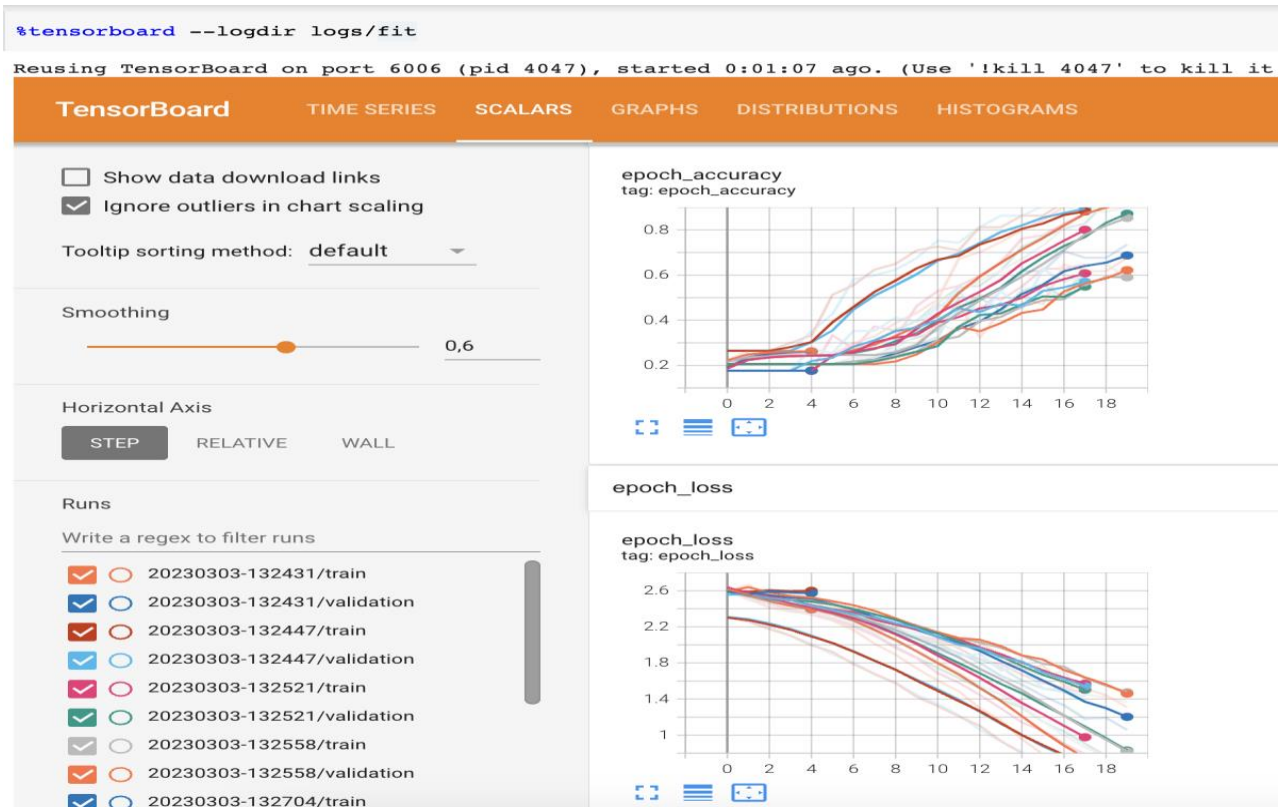 %tensorboard --logdir logs/fit
Reusing TensorBoard on port 6006 (pid 4047), started 0:01:07 ago. (Use '!kill 4047' to kill it
TensorBoard TIME SERIES SCALARS GRAPHS DISTRIBUTIONS HISTOGRAMS
Show data download links
Ignore outliers in chart scaling
Tooltip sorting method: default
Smoothing
0,6
Horizontal Axis
STEP RELATIVE WALL
Runs
Write a regex to filter runs
20230303-132431/train
20230303-132431/validation
20230303-132447/train
20230303-132447/validation
20230303-132521/train
20230303-132521/validation
20230303-132558/train
20230303-132558/validation
20230303-132704/train
epoch_accuracy
tag: epoch_accuracy
0.8
0.6
0.4
0.2
0 2 4 6 8 10 12 14 16 18
epoch_loss
epoch_loss
tag: epoch_loss
2.6
2.2
1.8
1.4
1
0 2 4 6 8 10 12 14 16 18